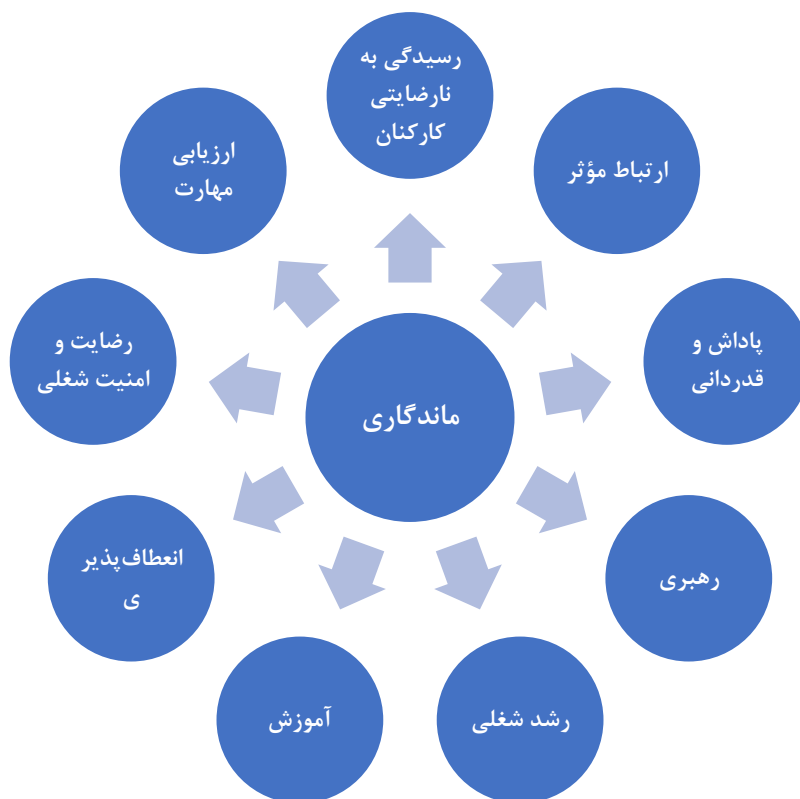 رسیدگی به
نارضایتی
کارکنان
ارتباط مؤثر
پاداش و
قدردانی
رهبری
رشد شغلی
آموزش
انعطاف‌پذیر
ی
رضایت و
امنیت شغلی
ارزیابی
مهارت
ماندگاری